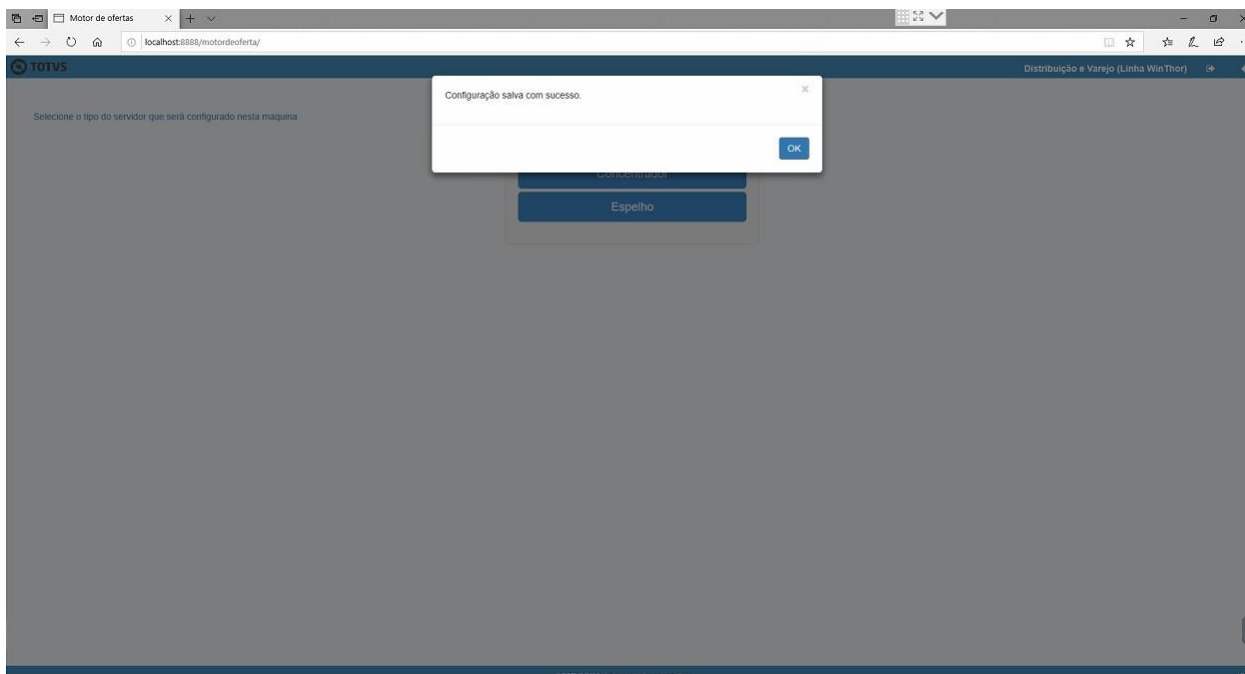 Motor de ofertas
localhost:8888/motordeoferta/
TOTVS
Distribuição e Varejo (Linha WinThor)
Configuração salva com sucesso.
Selecione o tipo do servidor que será configurado nesta maquina
OK
Concentrador
Espelho